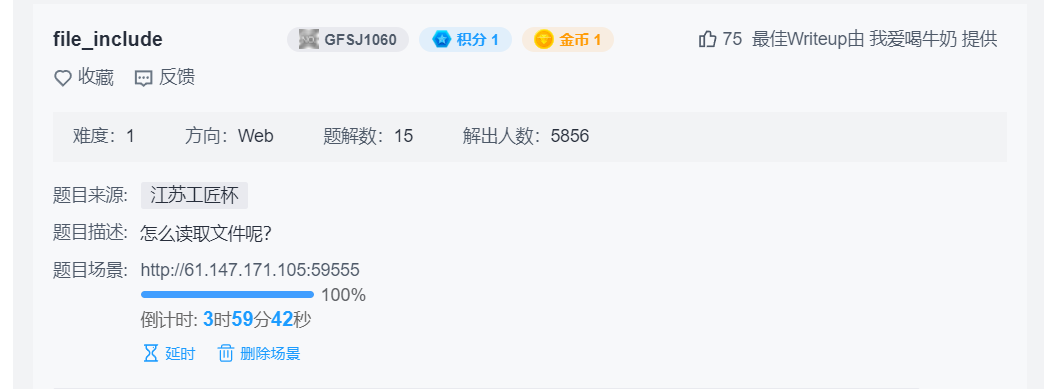 file_include GFSJ1060 积分 1 金币 1 75 最佳Writeup由 我爱喝牛奶 提供
收藏 反馈
难度：1 方向：Web 题解数：15 解出人数：5856
题目来源: 江苏工匠杯
题目描述: 怎么读取文件呢？
题目场景: http://61.147.171.105:59555
100%
倒计时: 3时59分42秒
延时 删除场景